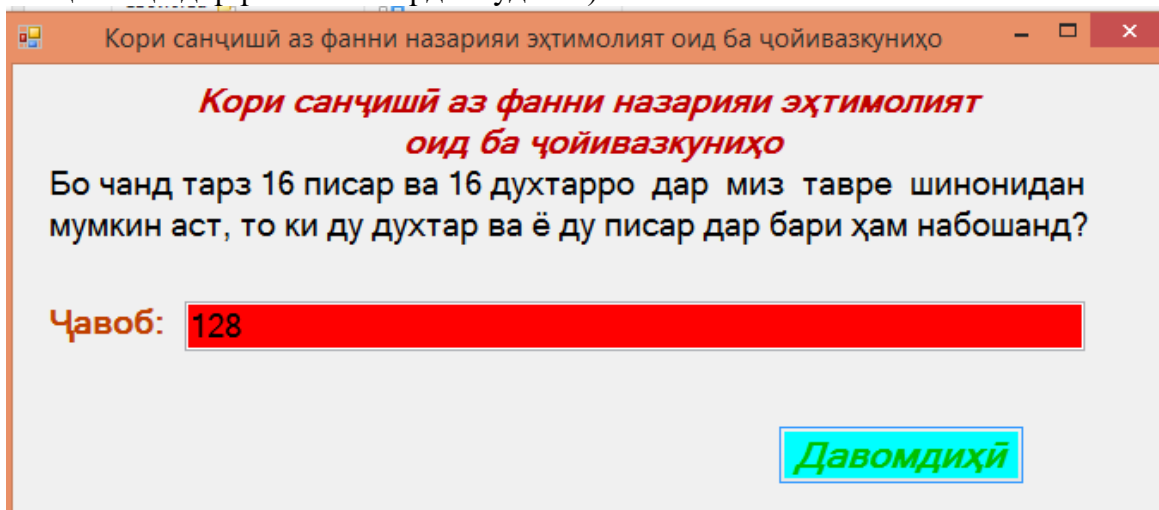 Кори санҷишӣ аз фанни назарияи эҳтимолият оид ба ҷойивазкуниҳо
Кори санҷишӣ аз фанни назарияи эҳтимолият
оид ба ҷойивазкуниҳо
Бо чанд тарз 16 писар ва 16 духтарро дар миз тавре шинонидан
мумкин аст, то ки ду духтар ва ё ду писар дар бари ҳам набошанд?
Ҷавоб: 128
Давомдиҳӣ